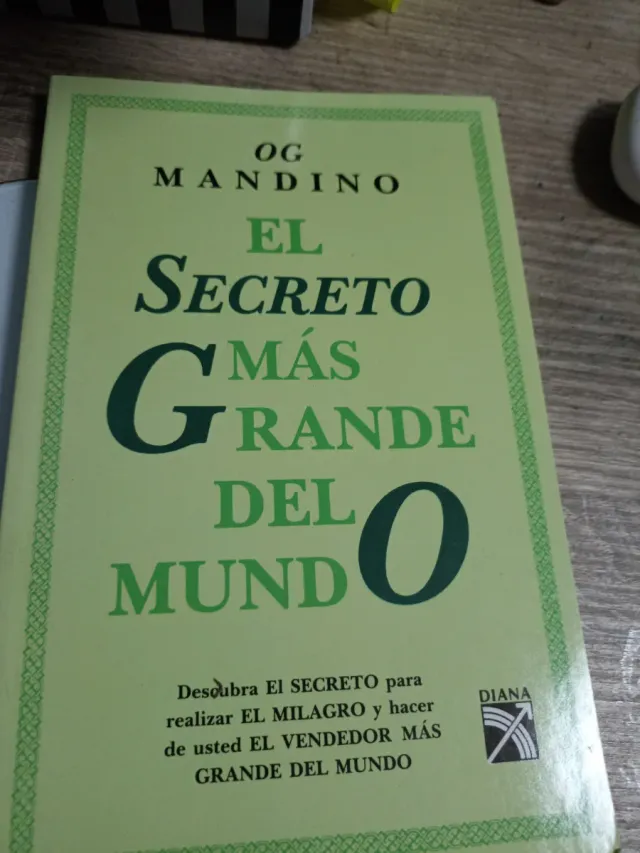 OG
MANDINO
EL
SECRETO
MÁS
GRANDE
DEL
MUNDO
Descubra El SECRETO para
realizar EL MILAGRO y hacer
de usted EL VENDEDOR MÁS
GRANDE DEL MUNDO
DIANA